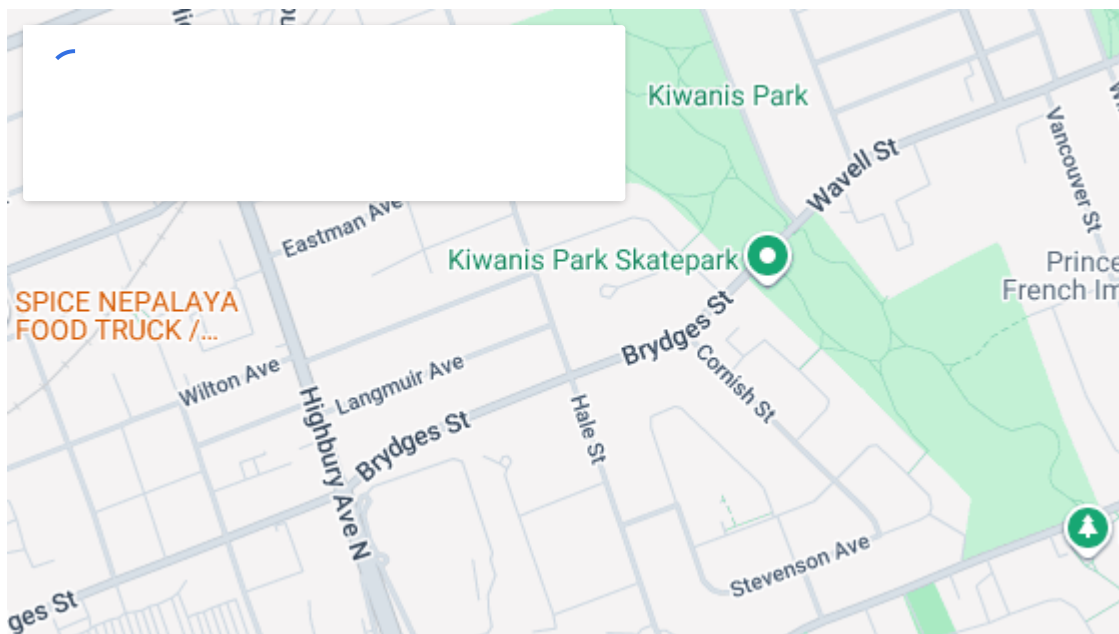 Kiwanis Park
Wavell St
Vancouver St
Eastman Ave
Kiwanis Park Skatepark
Prince
French Im
SPICE NEPALAYA
FOOD TRUCK /...
Brydges St
Wilton Ave
Langmuir Ave
Cornish St
Highbury Ave N
Brydges St
Hale St
Stevenson Ave
ges St